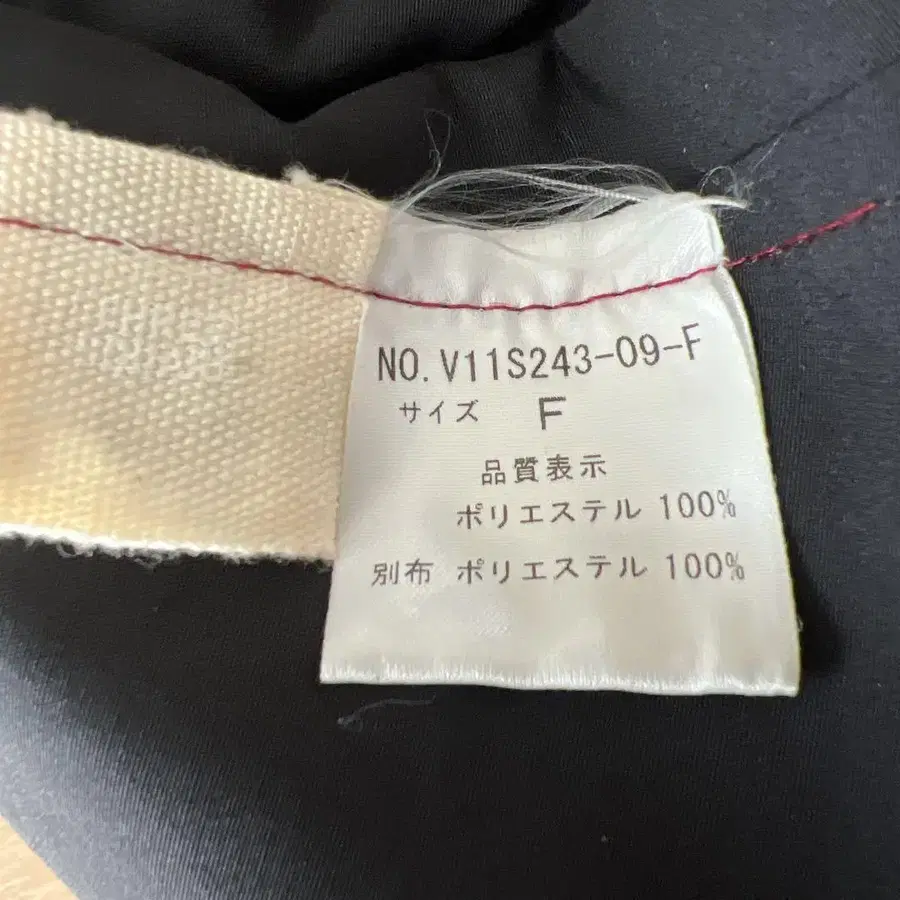 NO.V11S243-09-F
サイズ F
品質表示
ポリエステル 100%
別布 ポリエステル 100%